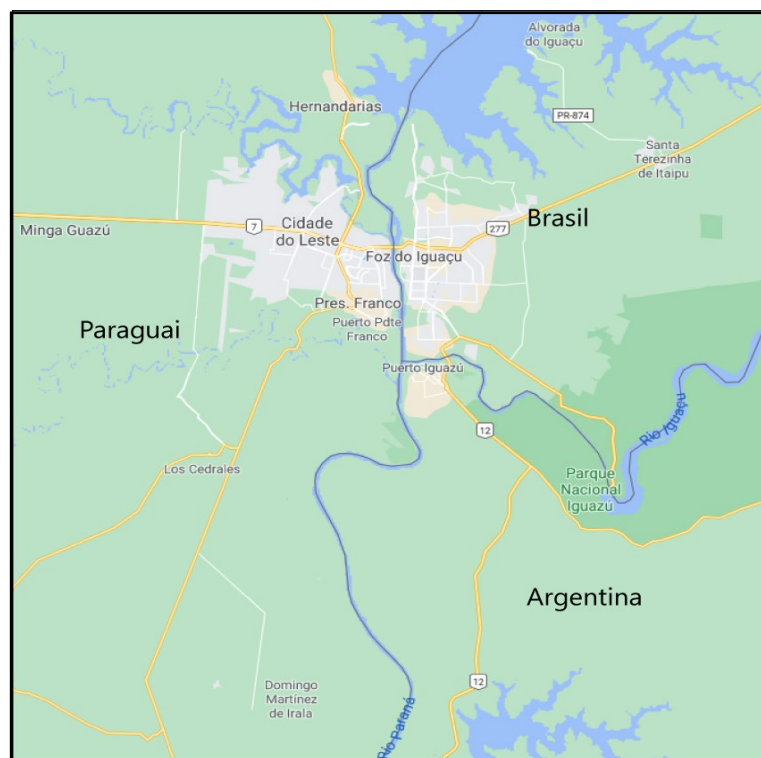 Alvorada
do Iguaçu
Hernandarias
PR-874
Santa
Terezinha
de Itaipu
Brasil
277
Minga Guazú
7
Cidade
do Leste
Foz do Iguaçu
Pres. Franco
Puerto Pdte
Franco
Paraguai
Puerto Iguazú
Rio Iguaçu
12
Los Cedrales
Parque
Nacional
Iguazú
Argentina
12
Domingo
Martínez
de Irala
Rio Paraná